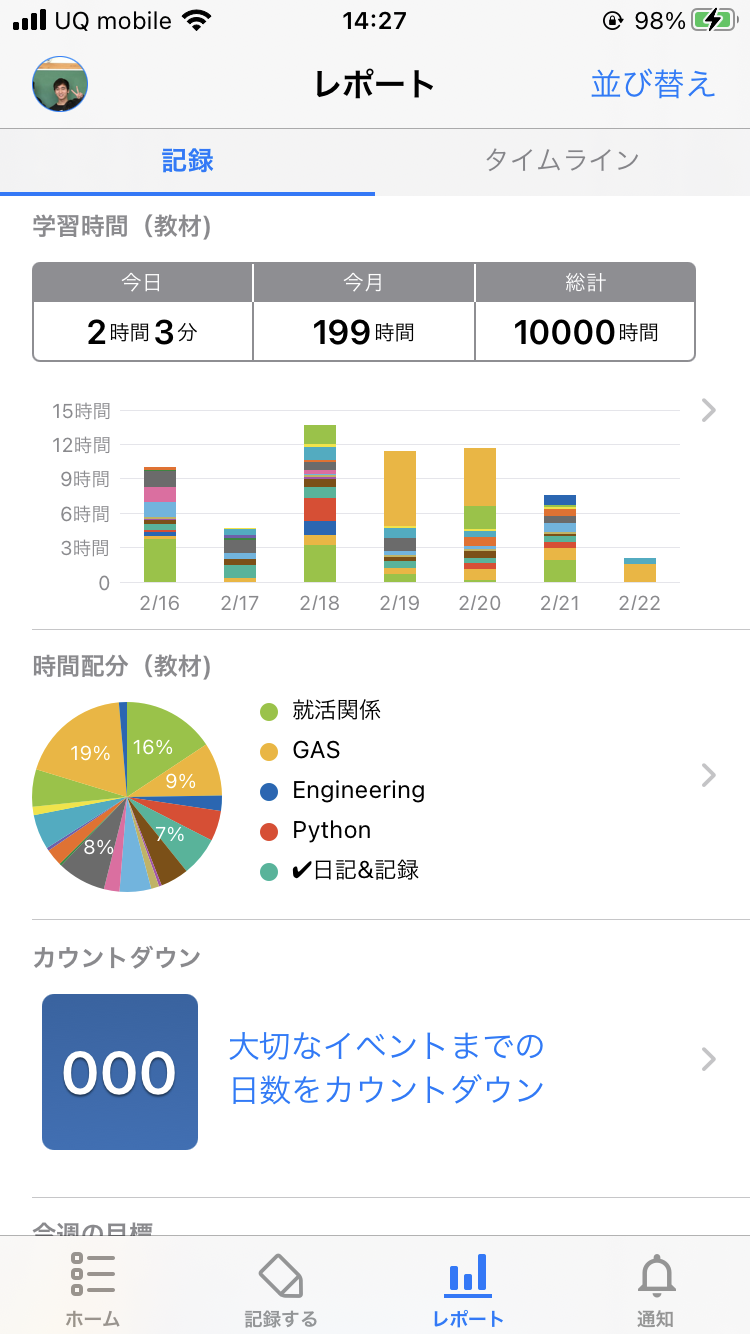 UQ mobile 14:27 98%
レポート 並び替え
記録 タイムライン
学習時間（教材）
今日 今月 総計
2時間3分 199時間 10000時間
15時間
12時間
9時間
6時間
3時間
0
2/16 2/17 2/18 2/19 2/20 2/21 2/22
時間配分（教材）
19% 16% 9% 7% 8%
就活関係
GAS
Engineering
Python
✔日記&記録
カウントダウン
000
大切なイベントまでの
日数をカウントダウン
今週の目標
ホーム 記録する レポート 通知